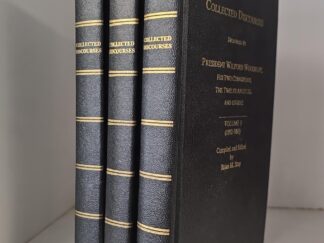 COLLECTED
DISCOURSES
COLLECTED
DISCOURSES
COLLECTED
DISCOURSES
COLLECTED DISCOURSES
DELIVERED BY
PRESIDENT WILFORD WOODRUFF,
HIS TWO COUNSELORS,
THE TWELVE APOSTLES,
AND OTHERS
VOLUME
Compiled and Edited
by
Brian H. Stuy